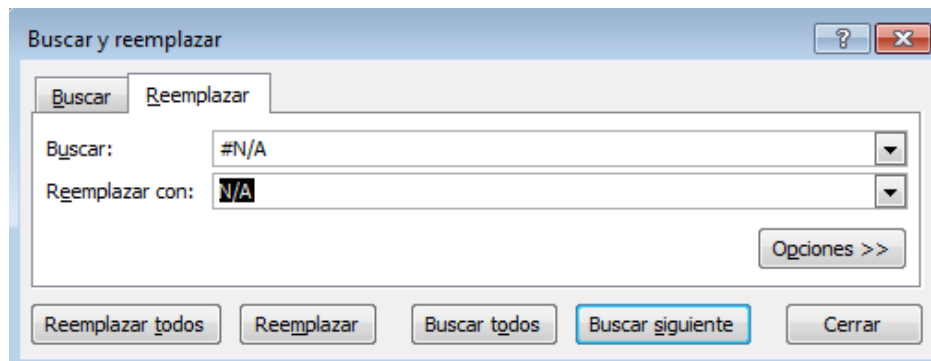 Buscar y reemplazar
Buscar Reemplazar
Buscar: #N/A
Reemplazar con: N/A
Opciones >>
Reemplazar todos Reemplazar Buscar todos Buscar siguiente Cerrar